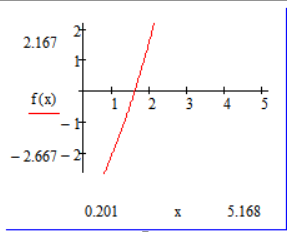 2.167 2
1
f(x)
1 2 3 4 5
− 1
− 2.667 − 2
0.201 x 5.168